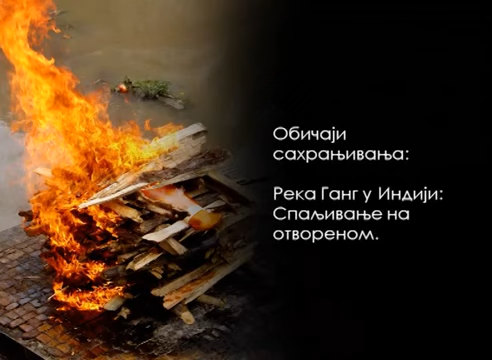 Обичаји
сахрањивања:
Река Ганг у Индији:
Спаљивање на
отвореном.